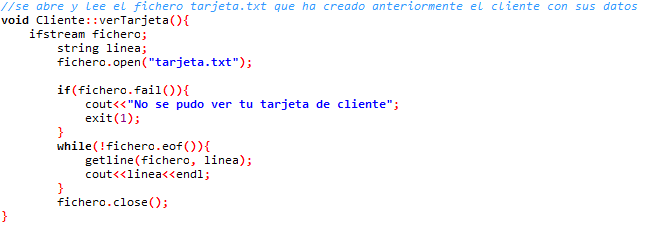 //se abre y lee el fichero tarjeta.txt que ha creado anteriormente el cliente con sus datos
void Cliente::verTarjeta(){
    ifstream fichero;
        string linea;
        fichero.open("tarjeta.txt");

        if(fichero.fail()){
            cout<<"No se pudo ver tu tarjeta de cliente";
            exit(1);
        }
        while(!fichero.eof()){
            getline(fichero, linea);
            cout<<linea<<endl;
        }
        fichero.close();
}